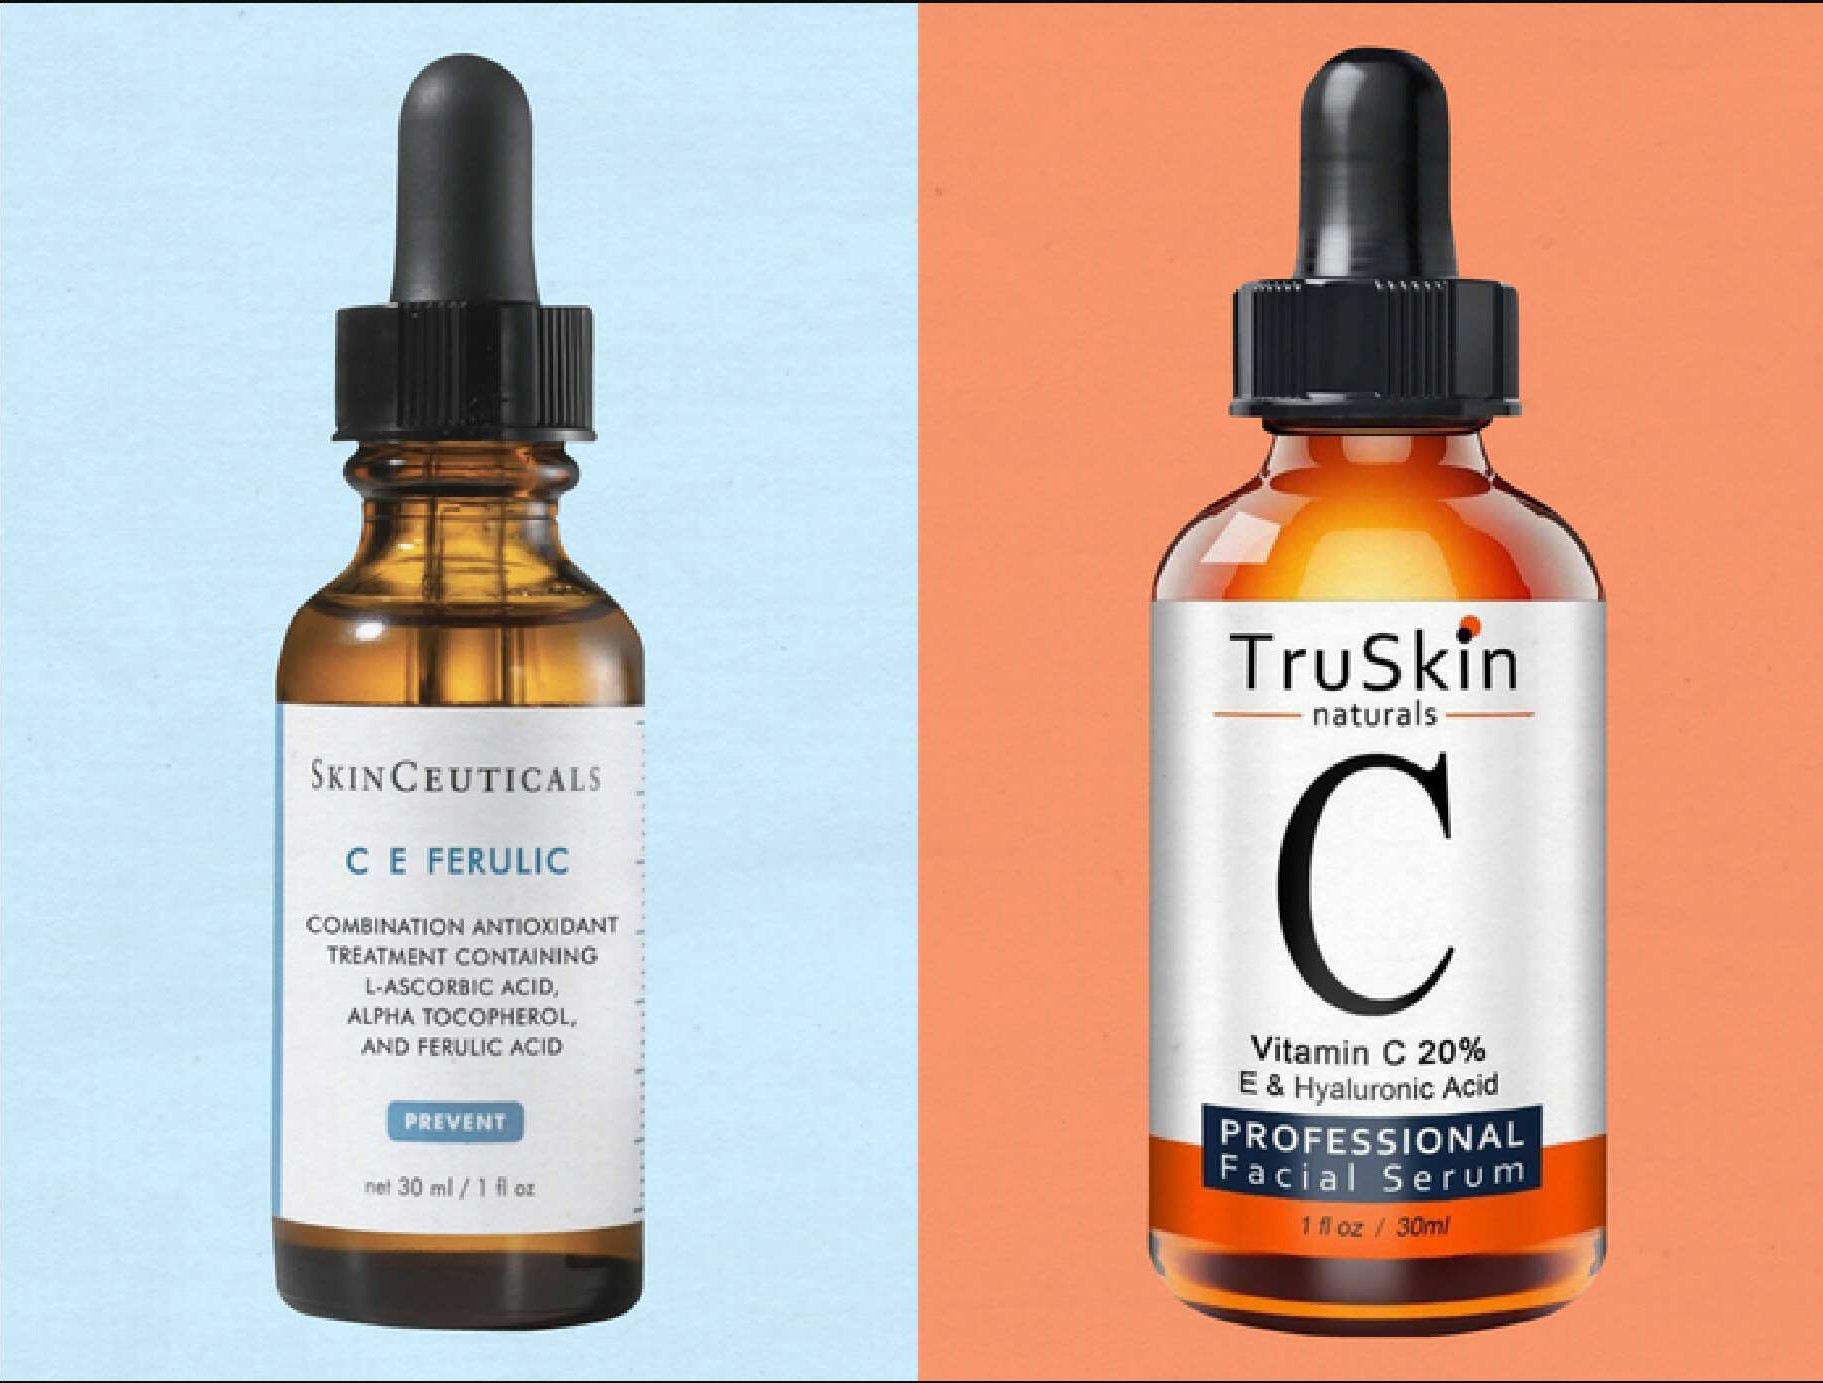 SKINCEUTICALS
C E FERULIC
COMBINATION ANTIOXIDANT
TREATMENT CONTAINING
L-ASCORBIC ACID,
ALPHA TOCOPHEROL,
AND FERULIC ACID
PREVENT
net 30 ml / 1 fl oz
TruSkin
naturals
C
Vitamin C 20%
E & Hyaluronic Acid
PROFESSIONAL
Facial Serum
1 fl oz / 30ml